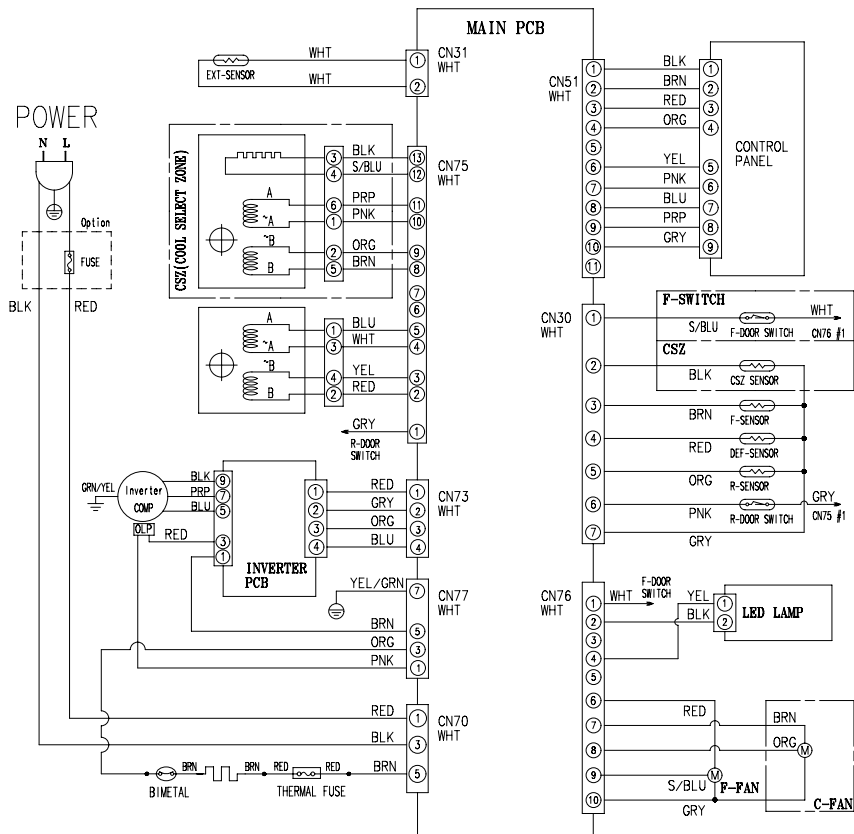 MAIN PCB
POWER
N L
Option
FUSE
BLK RED
WHT
WHT
EXT-SENSOR
1
2
CN31
WHT
CSZ(COOL SELECT ZONE)
A
~A
~B
B
3 BLK 13
4 S/BLU 12
6 PRP 11
1 PNK 10
2 ORG 9
5 BRN 8
7
6
CN75
WHT
A
~A
~B
B
1 BLU 5
3 WHT 4
4 YEL 3
2 RED 2
GRY 1
R-DOOR
SWITCH
GRN/YEL
Inverter
COMP
OLP
BLK 9
PRP 7
BLU 5
RED 3
1
INVERTER
PCB
1 RED 1
2 GRY 2
3 ORG 3
4 BLU 4
CN73
WHT
YEL/GRN 7
BRN 5
ORG 3
PNK 1
CN77
WHT
RED 1
BLK 3
BRN 5
CN70
WHT
BRN BRN RED RED
BIMETAL THERMAL FUSE
CN51
WHT
1 BLK 1
2 BRN 2
3 RED 3
4 ORG 4
5
6 YEL 5
7 PNK 6
8 BLU 7
9 PRP 8
10 GRY 9
11
CONTROL
PANEL
CN30
WHT
F-SWITCH
1 S/BLU F-DOOR SWITCH WHT
CN76 #1
CSZ
2 BLK CSZ SENSOR
3 BRN F-SENSOR
4 RED DEF-SENSOR
5 ORG R-SENSOR
6 PNK R-DOOR SWITCH GRY
CN75 #1
7 GRY
CN76
WHT
1 WHT F-DOOR
SWITCH
2
3
4
5
6
7
8
9
10
YEL 1
BLK 2
LED LAMP
RED
BRN
ORG
M
S/BLU
M
F-FAN
GRY
C-FAN